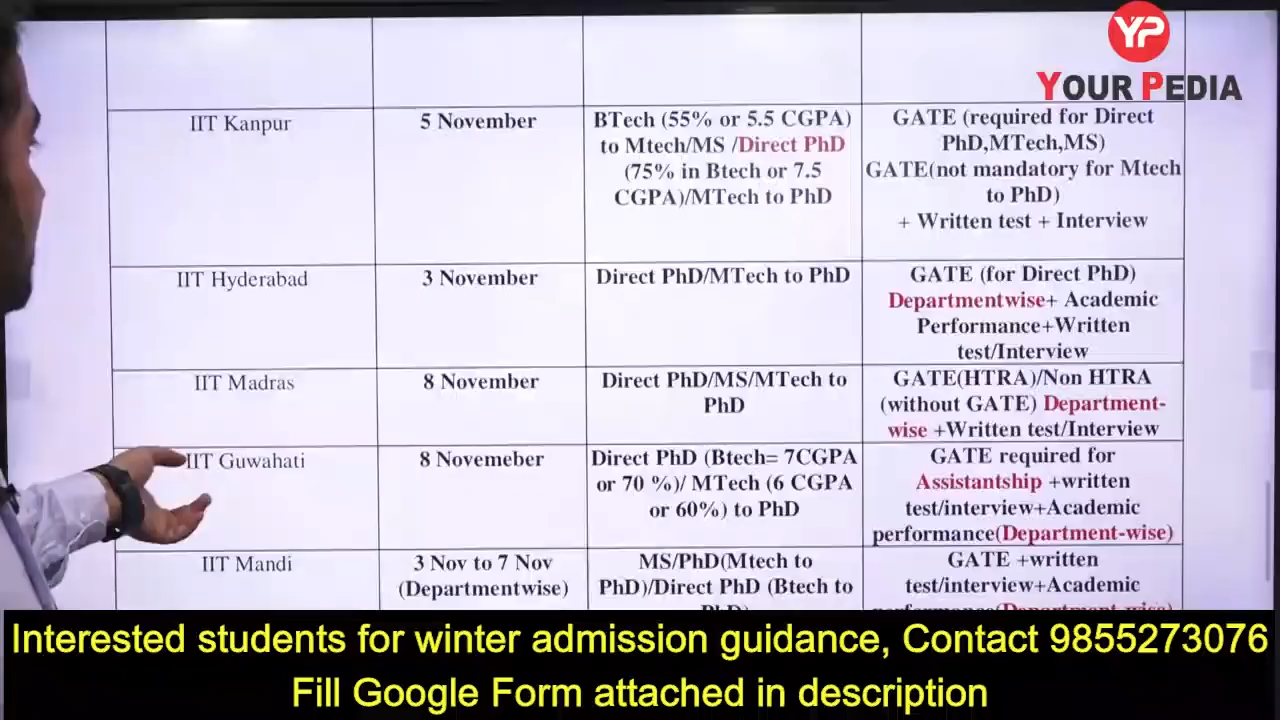 YP
YOUR PEDIA
IIT Kanpur
5 November
BTech (55% or 5.5 CGPA)
to Mtech/MS /Direct PhD
(75% in Btech or 7.5
CGPA)/MTech to PhD
GATE (required for Direct
PhD,MTech,MS)
GATE(not mandatory for Mtech
to PhD)
+ Written test + Interview
IIT Hyderabad
3 November
Direct PhD/MTech to PhD
GATE (for Direct PhD)
Departmentwise+ Academic
Performance+Written
test/Interview
IIT Madras
8 November
Direct PhD/MS/MTech to
PhD
GATE(HTRA)/Non HTRA
(without GATE) Department-
wise +Written test/Interview
IIT Guwahati
8 Novemeber
Direct PhD (Btech= 7CGPA
or 70 %)/ MTech (6 CGPA
or 60%) to PhD
GATE required for
Assistantship +written
test/interview+Academic
performance(Department-wise)
IIT Mandi
3 Nov to 7 Nov
(Departmentwise)
MS/PhD(Mtech to
PhD)/Direct PhD (Btech to
PhD)
GATE +written
test/interview+Academic
performance(Department-wise)
Interested students for winter admission guidance, Contact 9855273076
Fill Google Form attached in description